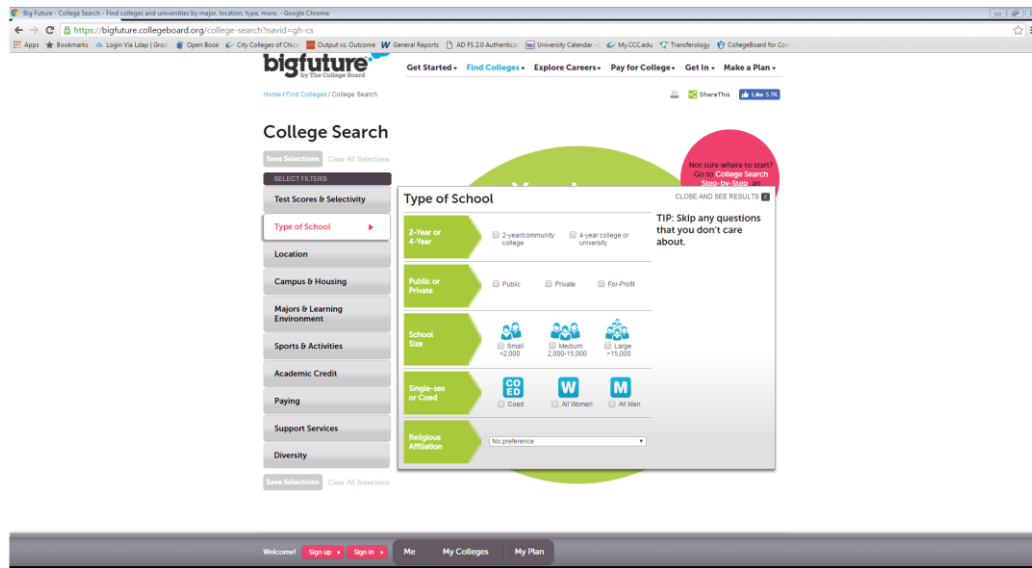 Big Future - College Search - Find colleges and universities by major, location, type, more. - Google Chrome
https://bigfuture.collegeboard.org/college-search?navid=gh-cs
Apps Bookmarks Login Via Ldap | Grad Open Book City Colleges of Chica Output vs. Outcome General Reports AD FS 2.0 Authenticat University Calendar My.CCC.edu Transferology CollegeBoard for Con
bigfuture
by The College Board
Get Started Find Colleges Explore Careers Pay for College Get In Make a Plan
Home / Find Colleges / College Search
ShareThis Like 5.7K
College Search
Save Selections Clear All Selections
Not sure where to start?
Go to College Search
Step-by-Step, an
SELECT FILTERS
Test Scores & Selectivity
Type of School
Location
Campus & Housing
Majors & Learning
Environment
Sports & Activities
Academic Credit
Paying
Support Services
Diversity
Save Selections Clear All Selections
Type of School
CLOSE AND SEE RESULTS X
TIP: Skip any questions
that you don't care
about.
2-Year or
4-Year
2-year/community
college
4-year college or
university
Public or
Private
Public Private For-Profit
School
Size
Small Medium Large
<2,000 2,000-15,000 >15,000
Single-sex
or Coed
CO
ED
W M
Coed All Women All Men
Religious
Affiliation
No preference
Welcome! Sign up Sign in Me My Colleges My Plan